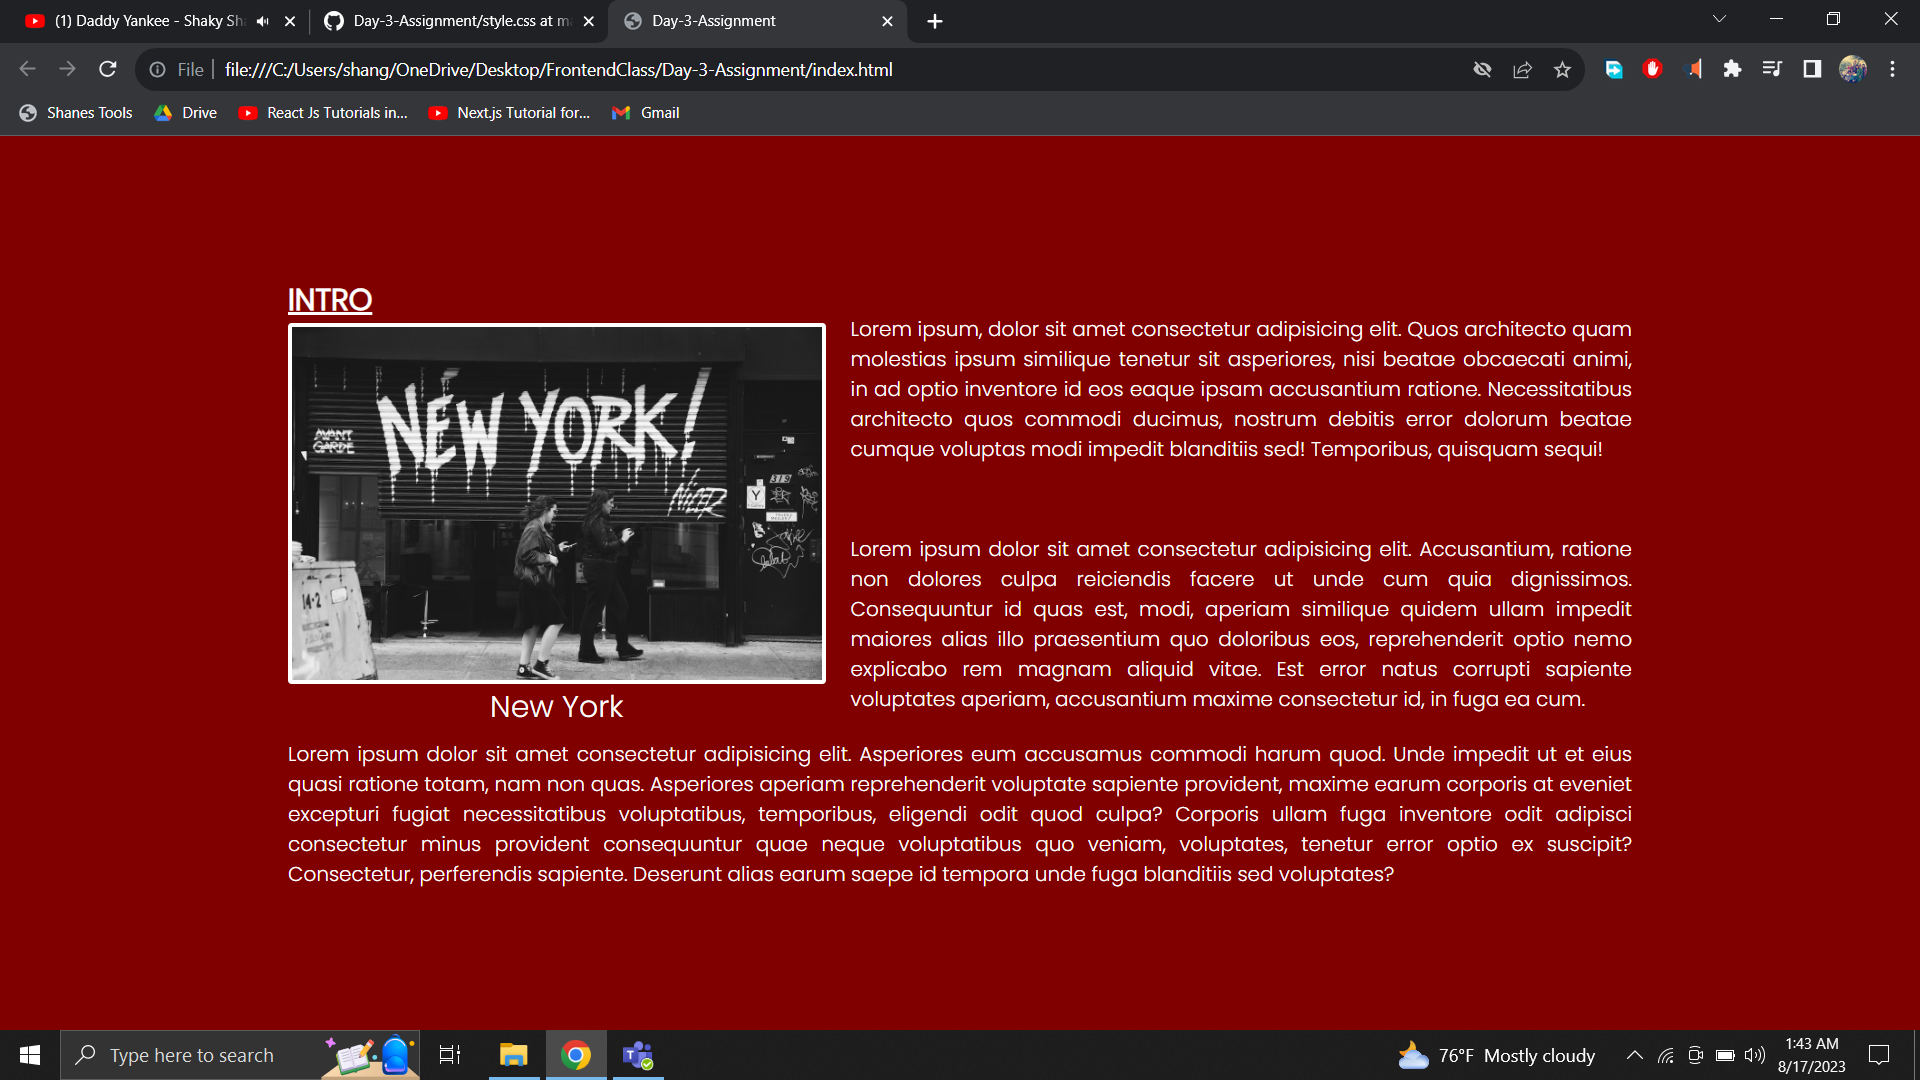 (1) Daddy Yankee - Shaky Sh
Day-3-Assignment/style.css at m
Day-3-Assignment
File
file:///C:/Users/shang/OneDrive/Desktop/FrontendClass/Day-3-Assignment/index.html
Shanes Tools
Drive
React Js Tutorials in...
Next.js Tutorial for...
Gmail
INTRO
NEW YORK!
AVANT
GARDE
NICER
319
Y
14-2
New York
Lorem ipsum, dolor sit amet consectetur adipisicing elit. Quos architecto quam
molestias ipsum similique tenetur sit asperiores, nisi beatae obcaecati animi,
in ad optio inventore id eos eaque ipsam accusantium ratione. Necessitatibus
architecto quos commodi ducimus, nostrum debitis error dolorum beatae
cumque voluptas modi impedit blanditiis sed! Temporibus, quisquam sequi!
Lorem ipsum dolor sit amet consectetur adipisicing elit. Accusantium, ratione
non dolores culpa reiciendis facere ut unde cum quia dignissimos.
Consequuntur id quas est, modi, aperiam similique quidem ullam impedit
maiores alias illo praesentium quo doloribus eos, reprehenderit optio nemo
explicabo rem magnam aliquid vitae. Est error natus corrupti sapiente
voluptates aperiam, accusantium maxime consectetur id, in fuga ea cum.
Lorem ipsum dolor sit amet consectetur adipisicing elit. Asperiores eum accusamus commodi harum quod. Unde impedit ut et eius
quasi ratione totam, nam non quas. Asperiores aperiam reprehenderit voluptate sapiente provident, maxime earum corporis at eveniet
excepturi fugiat necessitatibus voluptatibus, temporibus, eligendi odit quod culpa? Corporis ullam fuga inventore odit adipisci
consectetur minus provident consequuntur quae neque voluptatibus quo veniam, voluptates, tenetur error optio ex suscipit?
Consectetur, perferendis sapiente. Deserunt alias earum saepe id tempora unde fuga blanditiis sed voluptates?
Type here to search
76°F Mostly cloudy
1:43 AM
8/17/2023